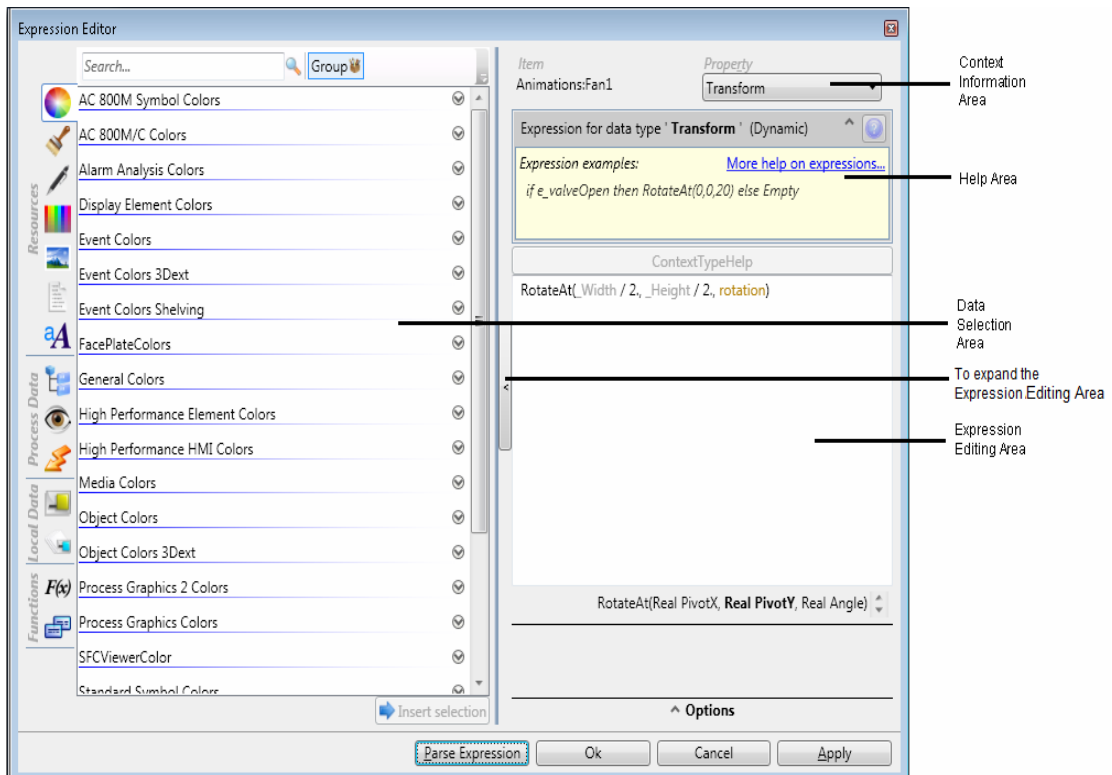 Expression Editor
Search...
Group
Resources
Process Data
Local Data
Functions
aA
F(x)
AC 800M Symbol Colors
AC 800M/C Colors
Alarm Analysis Colors
Display Element Colors
Event Colors
Event Colors 3Dext
Event Colors Shelving
FacePlateColors
General Colors
High Performance Element Colors
High Performance HMI Colors
Media Colors
Object Colors
Object Colors 3Dext
Process Graphics 2 Colors
Process Graphics Colors
SFCViewerColor
Standard Symbol Colors
Insert selection
Item
Property
Animations:Fan1
Transform
Expression for data type ' Transform ' (Dynamic)
?
Expression examples:
More help on expressions...
if e_valveOpen then RotateAt(0,0,20) else Empty
ContextTypeHelp
RotateAt(_Width / 2., _Height / 2., rotation)
<
RotateAt(Real PivotX, Real PivotY, Real Angle)
^ Options
Parse Expression
Ok
Cancel
Apply
Context
Information
Area
Help Area
Data
Selection
Area
To expand the
Expression.Editing Area
Expression
Editing Area